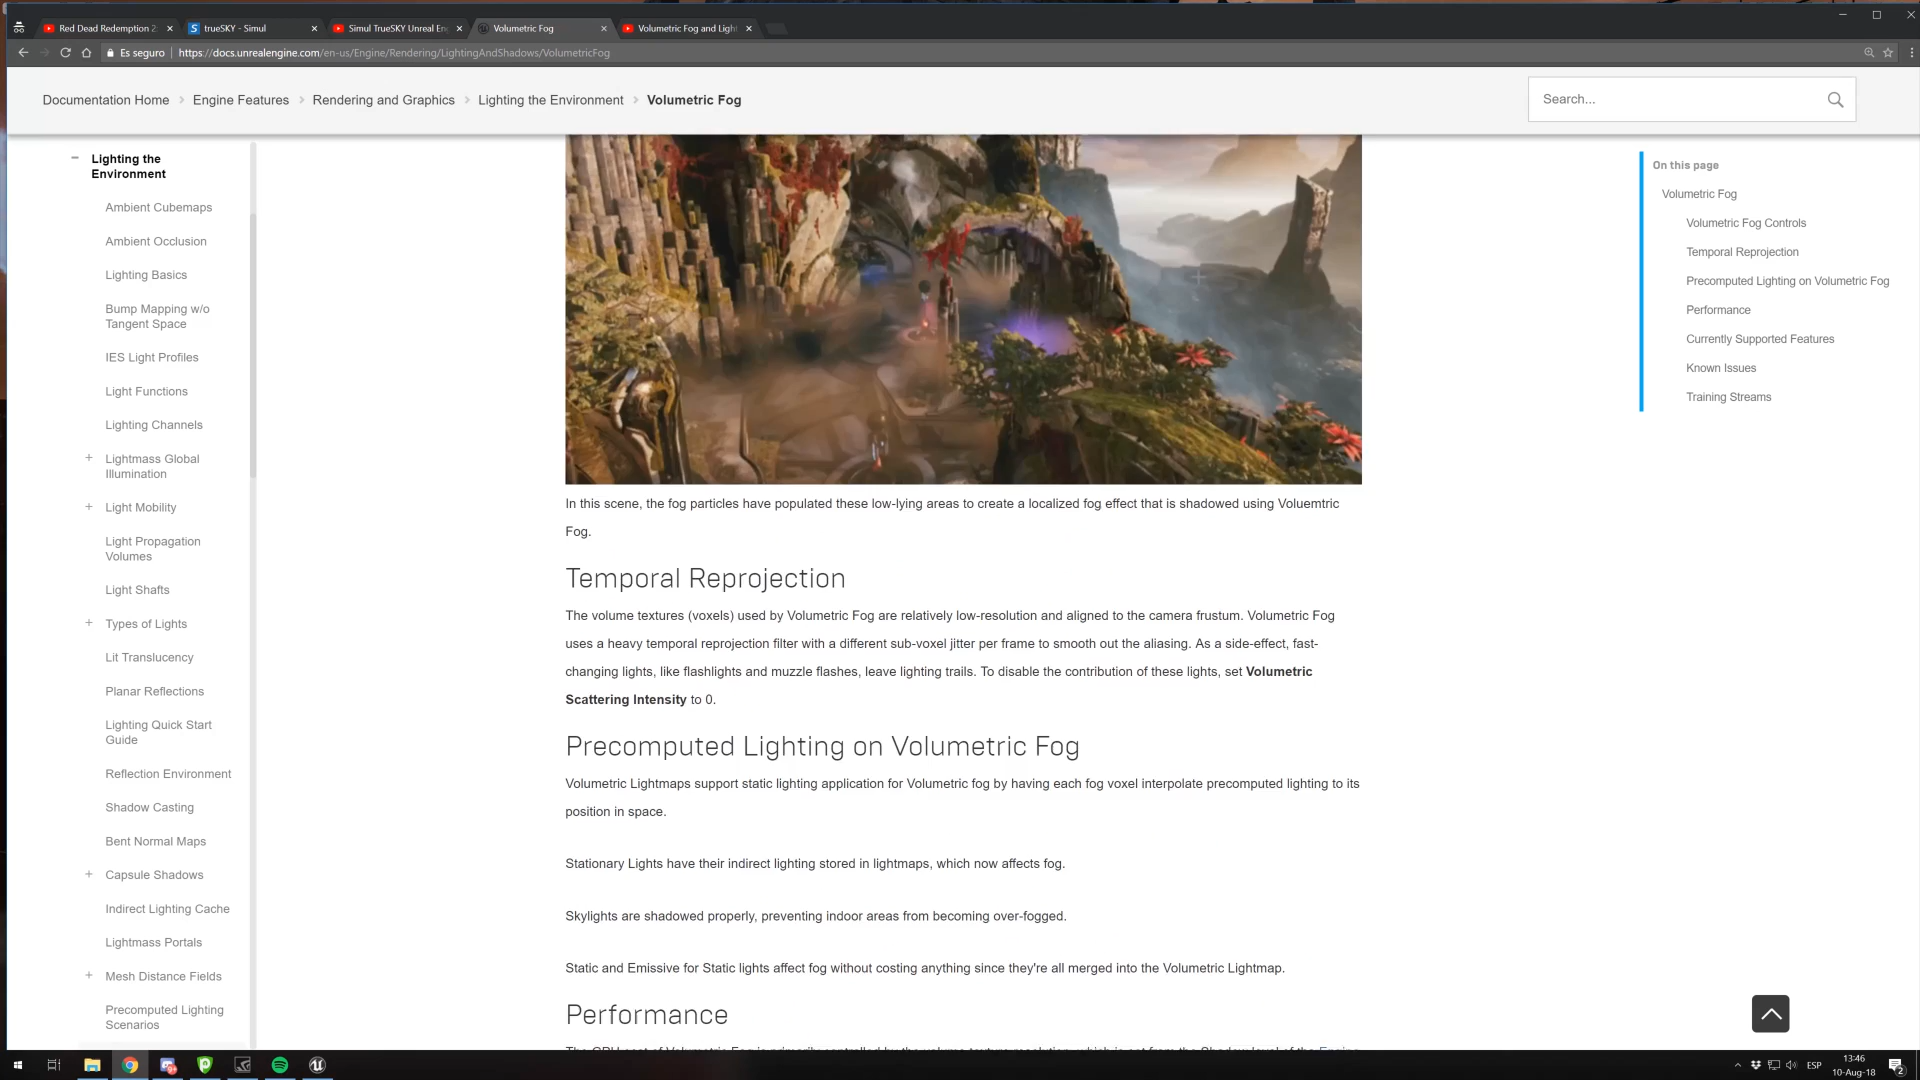 Red Dead Redemption 2:
trueSKY - Simul
Simul TrueSKY Unreal En
Volumetric Fog
Volumetric Fog and Light
Es seguro | https://docs.unrealengine.com/en-us/Engine/Rendering/LightingAndShadows/VolumetricFog
Documentation Home > Engine Features > Rendering and Graphics > Lighting the Environment > Volumetric Fog
Search...
Lighting the
Environment
Ambient Cubemaps
Ambient Occlusion
Lighting Basics
Bump Mapping w/o
Tangent Space
IES Light Profiles
Light Functions
Lighting Channels
Lightmass Global
Illumination
Light Mobility
Light Propagation
Volumes
Light Shafts
Types of Lights
Lit Translucency
Planar Reflections
Lighting Quick Start
Guide
Reflection Environment
Shadow Casting
Bent Normal Maps
Capsule Shadows
Indirect Lighting Cache
Lightmass Portals
Mesh Distance Fields
Precomputed Lighting
Scenarios
In this scene, the fog particles have populated these low-lying areas to create a localized fog effect that is shadowed using Voluemtric
Fog.
Temporal Reprojection
The volume textures (voxels) used by Volumetric Fog are relatively low-resolution and aligned to the camera frustum. Volumetric Fog
uses a heavy temporal reprojection filter with a different sub-voxel jitter per frame to smooth out the aliasing. As a side-effect, fast-
changing lights, like flashlights and muzzle flashes, leave lighting trails. To disable the contribution of these lights, set Volumetric
Scattering Intensity to 0.
Precomputed Lighting on Volumetric Fog
Volumetric Lightmaps support static lighting application for Volumetric fog by having each fog voxel interpolate precomputed lighting to its
position in space.
Stationary Lights have their indirect lighting stored in lightmaps, which now affects fog.
Skylights are shadowed properly, preventing indoor areas from becoming over-fogged.
Static and Emissive for Static lights affect fog without costing anything since they're all merged into the Volumetric Lightmap.
Performance
On this page
Volumetric Fog
Volumetric Fog Controls
Temporal Reprojection
Precomputed Lighting on Volumetric Fog
Performance
Currently Supported Features
Known Issues
Training Streams
ESP
13:46
10-Aug-18
2